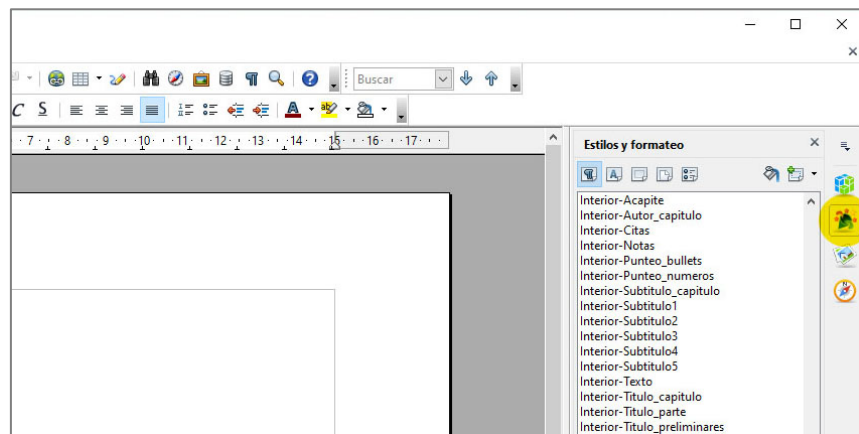 Buscar
C S A ab
7 8 9 10 11 12 13 14 15 16 17
Estilos y formateo
Interior-Acapite
Interior-Autor_capitulo
Interior-Citas
Interior-Notas
Interior-Punteo_bullets
Interior-Punteo_numeros
Interior-Subtitulo_capitulo
Interior-Subtitulo1
Interior-Subtitulo2
Interior-Subtitulo3
Interior-Subtitulo4
Interior-Subtitulo5
Interior-Texto
Interior-Titulo_capitulo
Interior-Titulo_parte
Interior-Titulo_preliminares